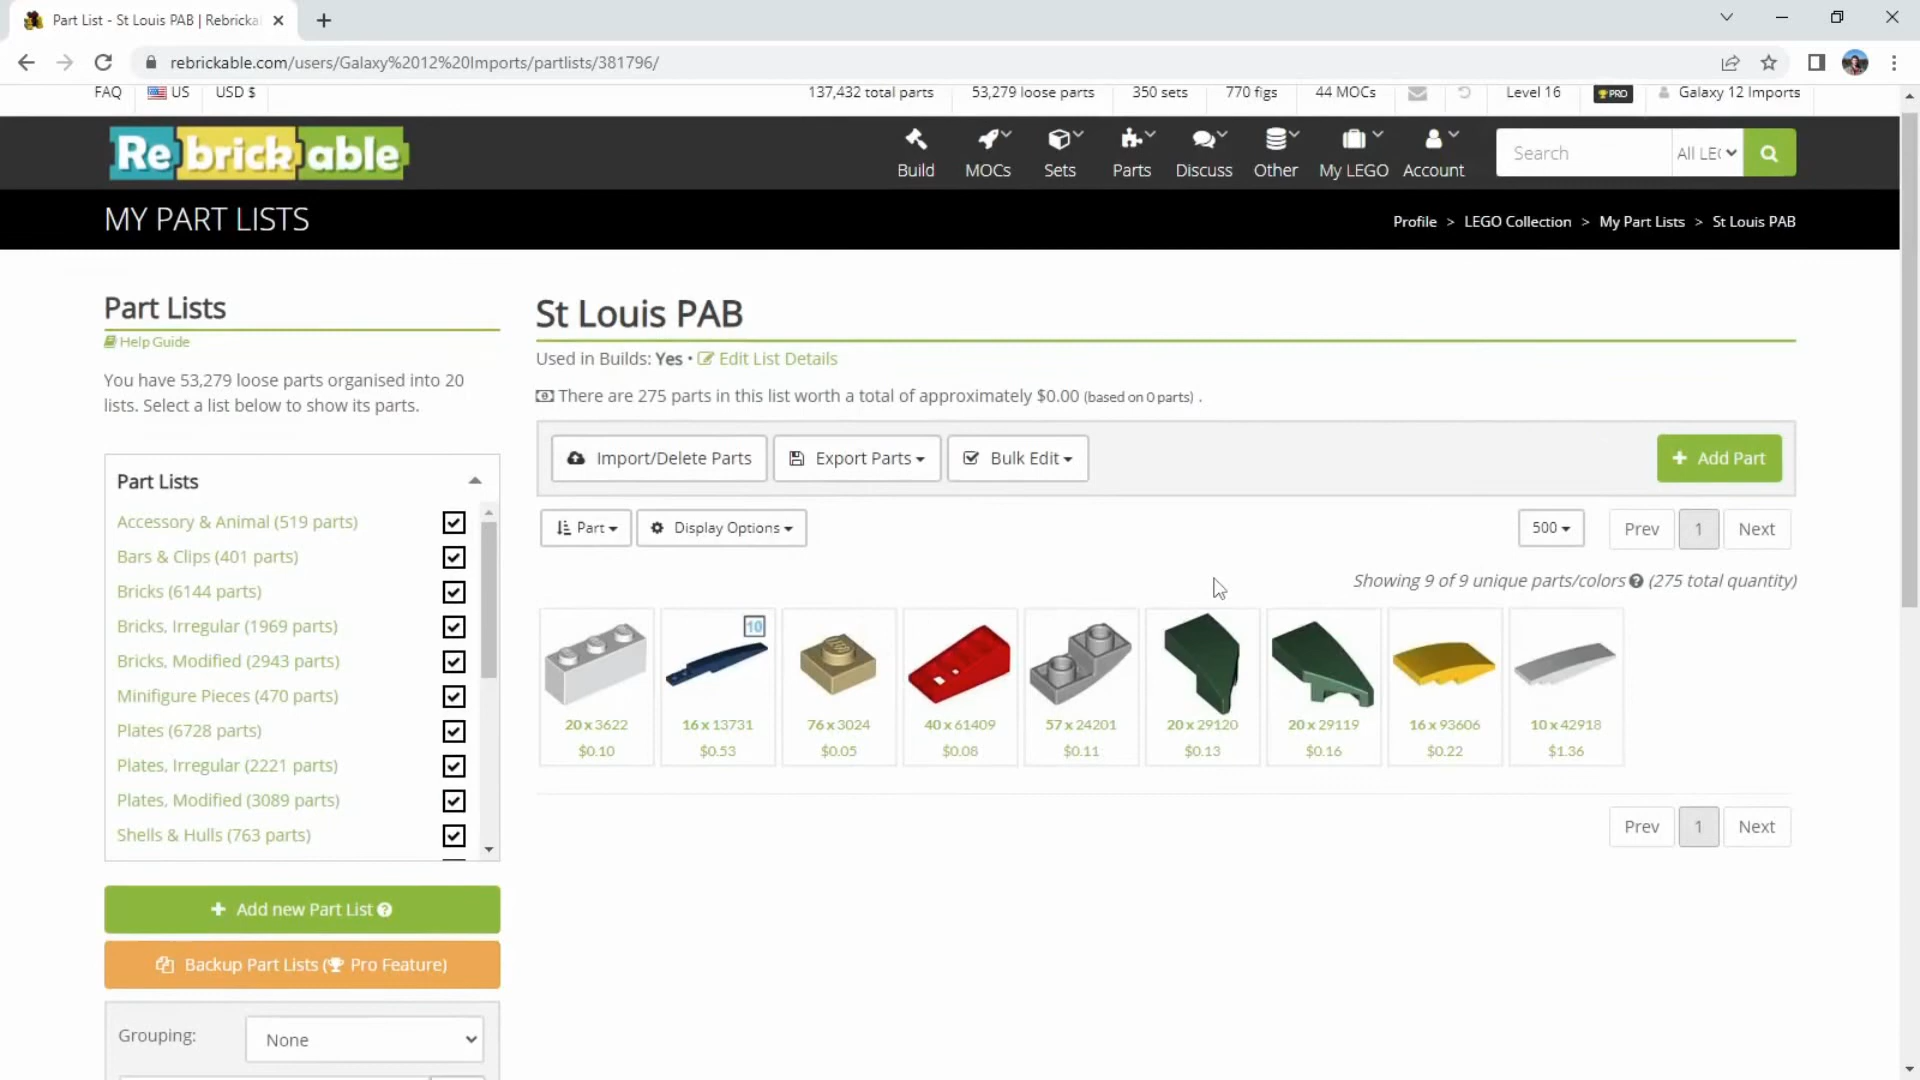 Part List - St Louis PAB | Rebricka
rebrickable.com/users/Galaxy%2012%20Imports/partlists/381796/
FAQ US USD $ 137,432 total parts 53,279 loose parts 350 sets 770 figs 44 MOCs Level 16 PRO Galaxy 12 Imports
Rebrickable
Build MOCs Sets Parts Discuss Other My LEGO Account Search All LE(
MY PART LISTS
Profile > LEGO Collection > My Part Lists > St Louis PAB
Part Lists
Help Guide
You have 53,279 loose parts organised into 20
lists. Select a list below to show its parts.
Part Lists
Accessory & Animal (519 parts)
Bars & Clips (401 parts)
Bricks (6144 parts)
Bricks, Irregular (1969 parts)
Bricks, Modified (2943 parts)
Minifigure Pieces (470 parts)
Plates (6728 parts)
Plates, Irregular (2221 parts)
Plates, Modified (3089 parts)
Shells & Hulls (763 parts)
+ Add new Part List ?
Backup Part Lists (Pro Feature)
Grouping: None
St Louis PAB
Used in Builds: Yes • Edit List Details
There are 275 parts in this list worth a total of approximately $0.00 (based on 0 parts) .
Import/Delete Parts Export Parts Bulk Edit + Add Part
Part Display Options 500 Prev 1 Next
Showing 9 of 9 unique parts/colors ? (275 total quantity)
10
20 x 3622 16 x 13731 76 x 3024 40 x 61409 57 x 24201 20 x 29120 20 x 29119 16 x 93606 10 x 42918
$0.10 $0.53 $0.05 $0.08 $0.11 $0.13 $0.16 $0.22 $1.36
Prev 1 Next